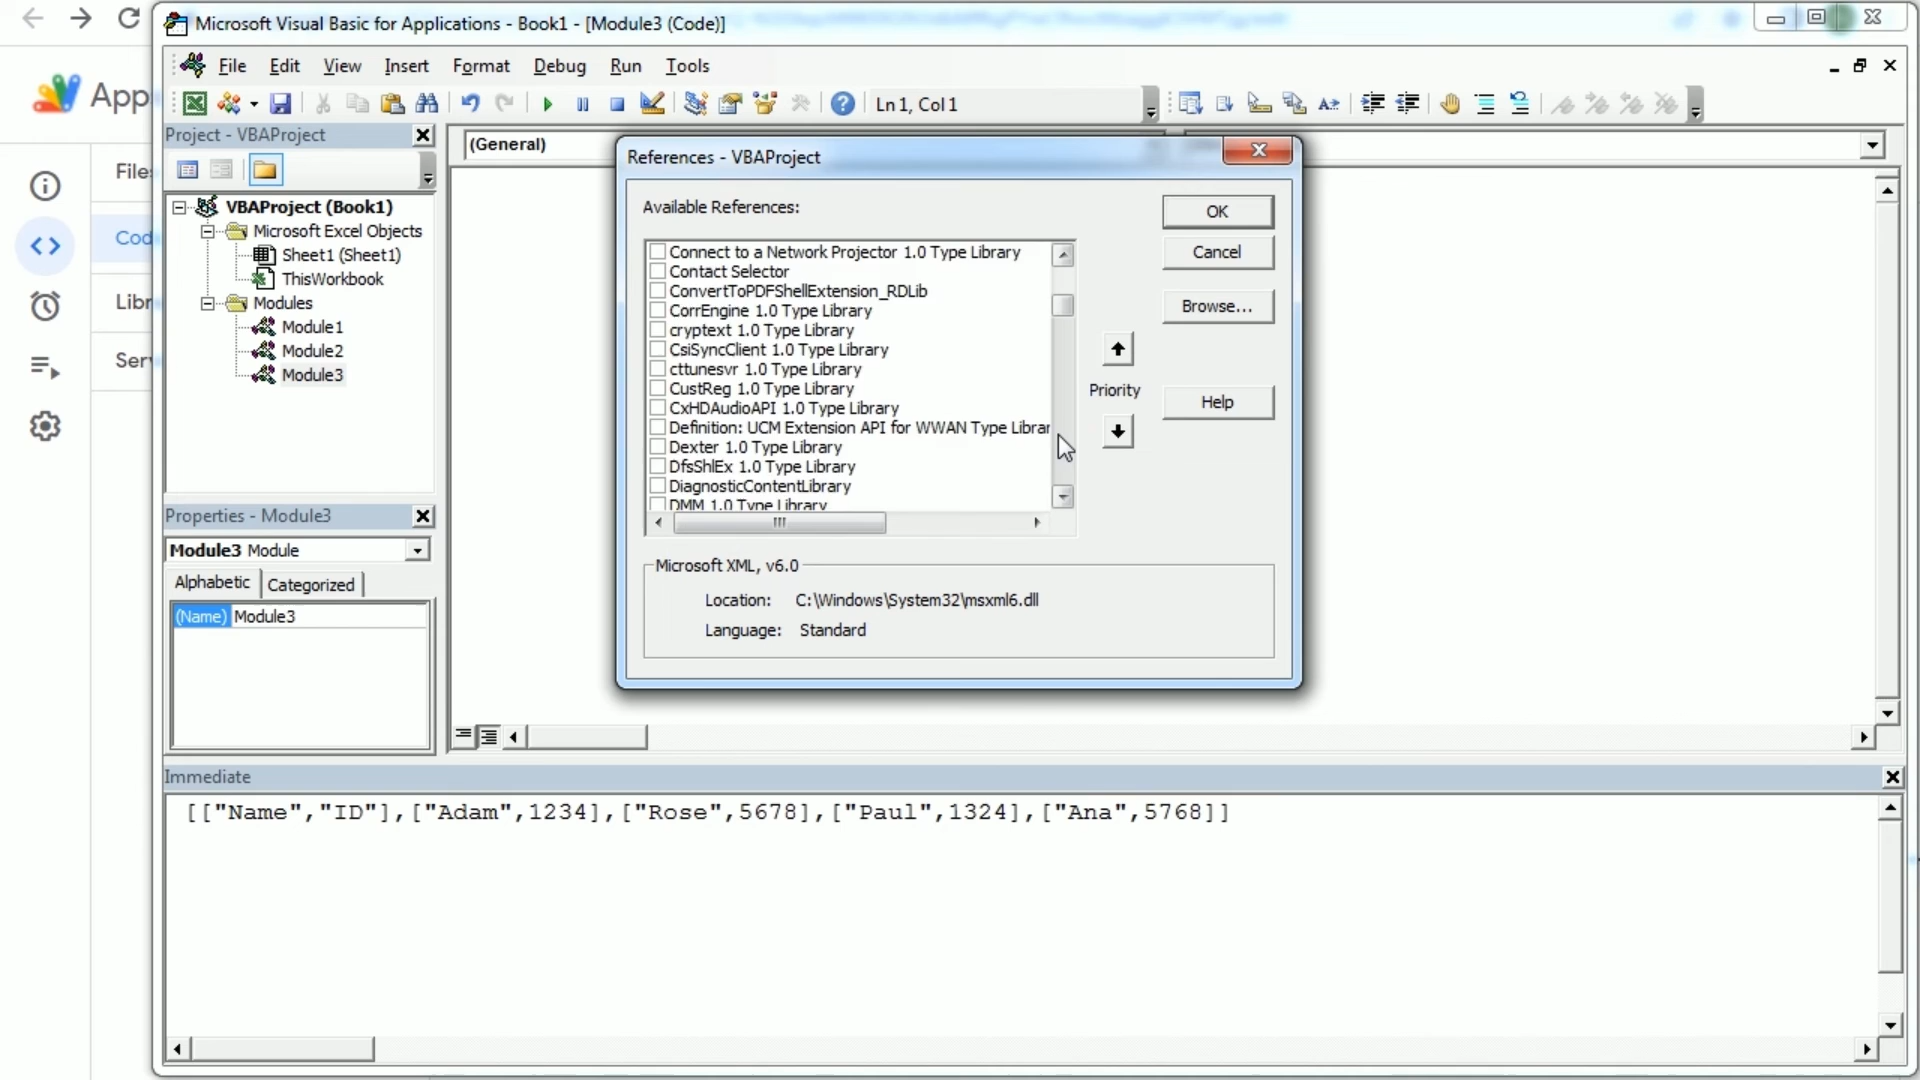 Microsoft Visual Basic for Applications - Book1 - [Module3 (Code)]
File Edit View Insert Format Debug Run Tools
Ln 1, Col 1
App
Project - VBAProject
(General)
Files
Cod
Libr
Serv
VBAProject (Book1)
Microsoft Excel Objects
Sheet1 (Sheet1)
ThisWorkbook
Modules
Module1
Module2
Module3
References - VBAProject
Available References:
Connect to a Network Projector 1.0 Type Library
Contact Selector
ConvertToPDFShellExtension_RDLib
CorrEngine 1.0 Type Library
cryptext 1.0 Type Library
CsiSyncClient 1.0 Type Library
cttunesvr 1.0 Type Library
CustReg 1.0 Type Library
CxHDAudioAPI 1.0 Type Library
Definition: UCM Extension API for WWAN Type Librar
Dexter 1.0 Type Library
DfsShlEx 1.0 Type Library
DiagnosticContentLibrary
DMM 1.0 Type Library
OK
Cancel
Browse...
Priority
Help
Microsoft XML, v6.0
Location: C:\Windows\System32\msxml6.dll
Language: Standard
Properties - Module3
Module3 Module
Alphabetic Categorized
(Name) Module3
Immediate
[["Name","ID"],["Adam",1234],["Rose",5678],["Paul",1324],["Ana",5768]]